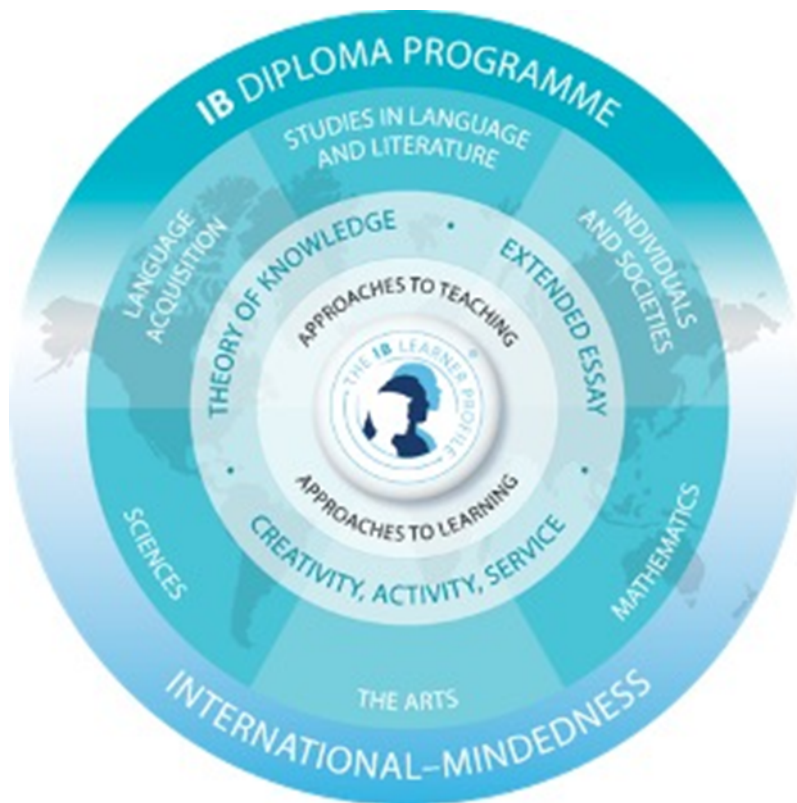 IB DIPLOMA PROGRAMME
STUDIES IN LANGUAGE
AND LITERATURE
LANGUAGE
ACQUISITION
INDIVIDUALS
AND SOCIETIES
THEORY OF KNOWLEDGE
EXTENDED ESSAY
APPROACHES TO TEACHING
THE IB LEARNER PROFILE
®
APPROACHES TO LEARNING
CREATIVITY, ACTIVITY, SERVICE
SCIENCES
MATHEMATICS
THE ARTS
INTERNATIONAL–MINDEDNESS